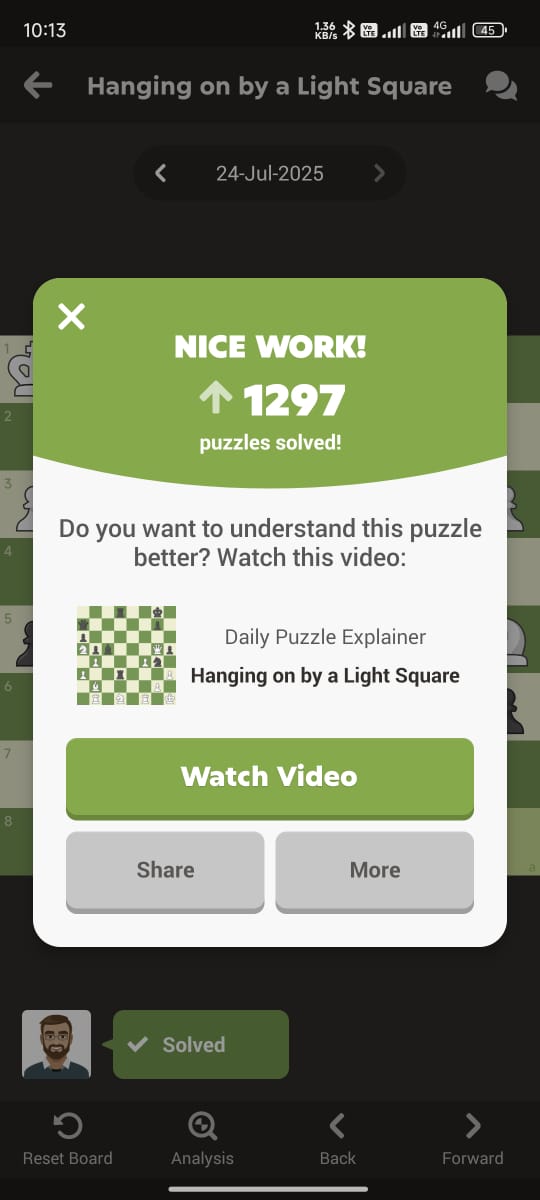 10:13
1.36
KB/s
Vo
LTE
Vo
LTE
4G
45
Hanging on by a Light Square
24-Jul-2025
NICE WORK!
1297
puzzles solved!
Do you want to understand this puzzle
better? Watch this video:
Daily Puzzle Explainer
Hanging on by a Light Square
Watch Video
Share
More
1
2
3
4
5
6
7
8
a
Solved
Reset Board
Analysis
Back
Forward